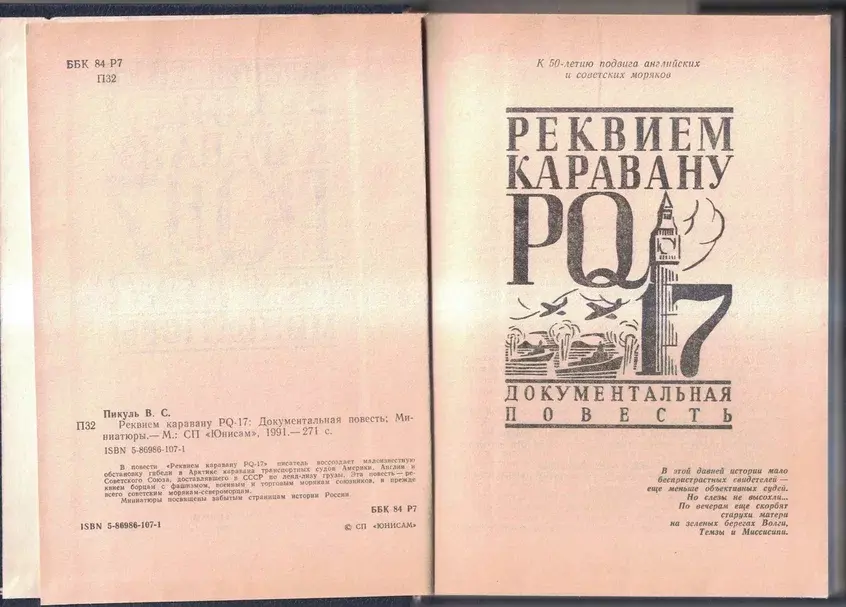 ББК 84 Р7
П32
Пикуль В. С.
П32 Реквием каравану PQ-17: Документальная повесть; Ми-
ниатюры.— М.: СП «Юнисам», 1991.—271 с.
ISBN 5-86986-107-1
В повести «Реквием каравану PQ-17» писатель воссоздает малоизвестную
обстановку гибели в Арктике каравана транспортных судов Америки, Англии и
Советского Союза, доставлявшего в СССР по ленд-лизу грузы. Эта повесть — ре-
квием борцам с фашизмом, военным и торговым морякам союзников, и прежде
всего советским морякам-североморцам.
Миниатюры посвящены забытым страницам истории России.
ББК 84 Р7
ISBN 5-86986-107-1
© СП «ЮНИСАМ»
К 50-летию подвига английских
и советских моряков
РЕКВИЕМ
КАРАВАНУ
PQ
17
ДОКУМЕНТАЛЬНАЯ
ПОВЕСТЬ
В этой давней истории мало
беспристрастных свидетелей —
еще меньше объективных судей.
Но слезы не высохли...
По вечерам еще скорбят
старухи матери
на зеленых берегах Волги,
Темзы и Миссисипи.